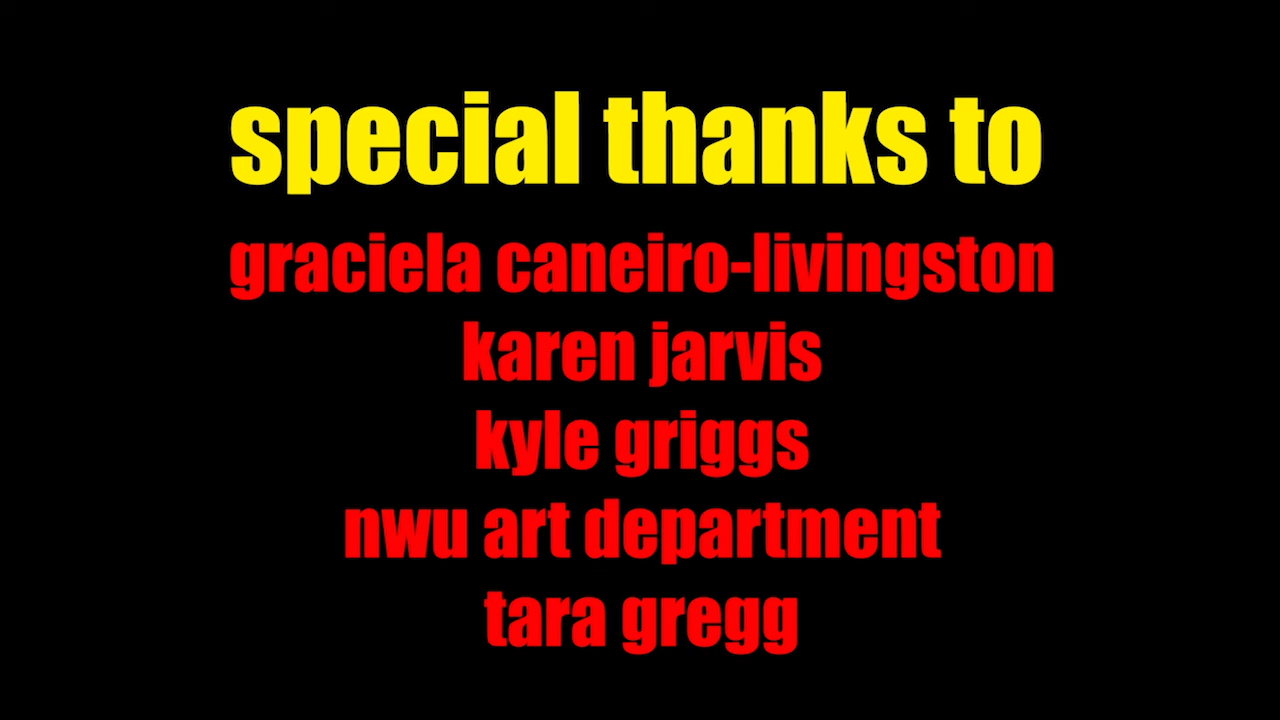 special thanks to
graciela caneiro-livingston
karen jarvis
kyle griggs
nwu art department
tara gregg